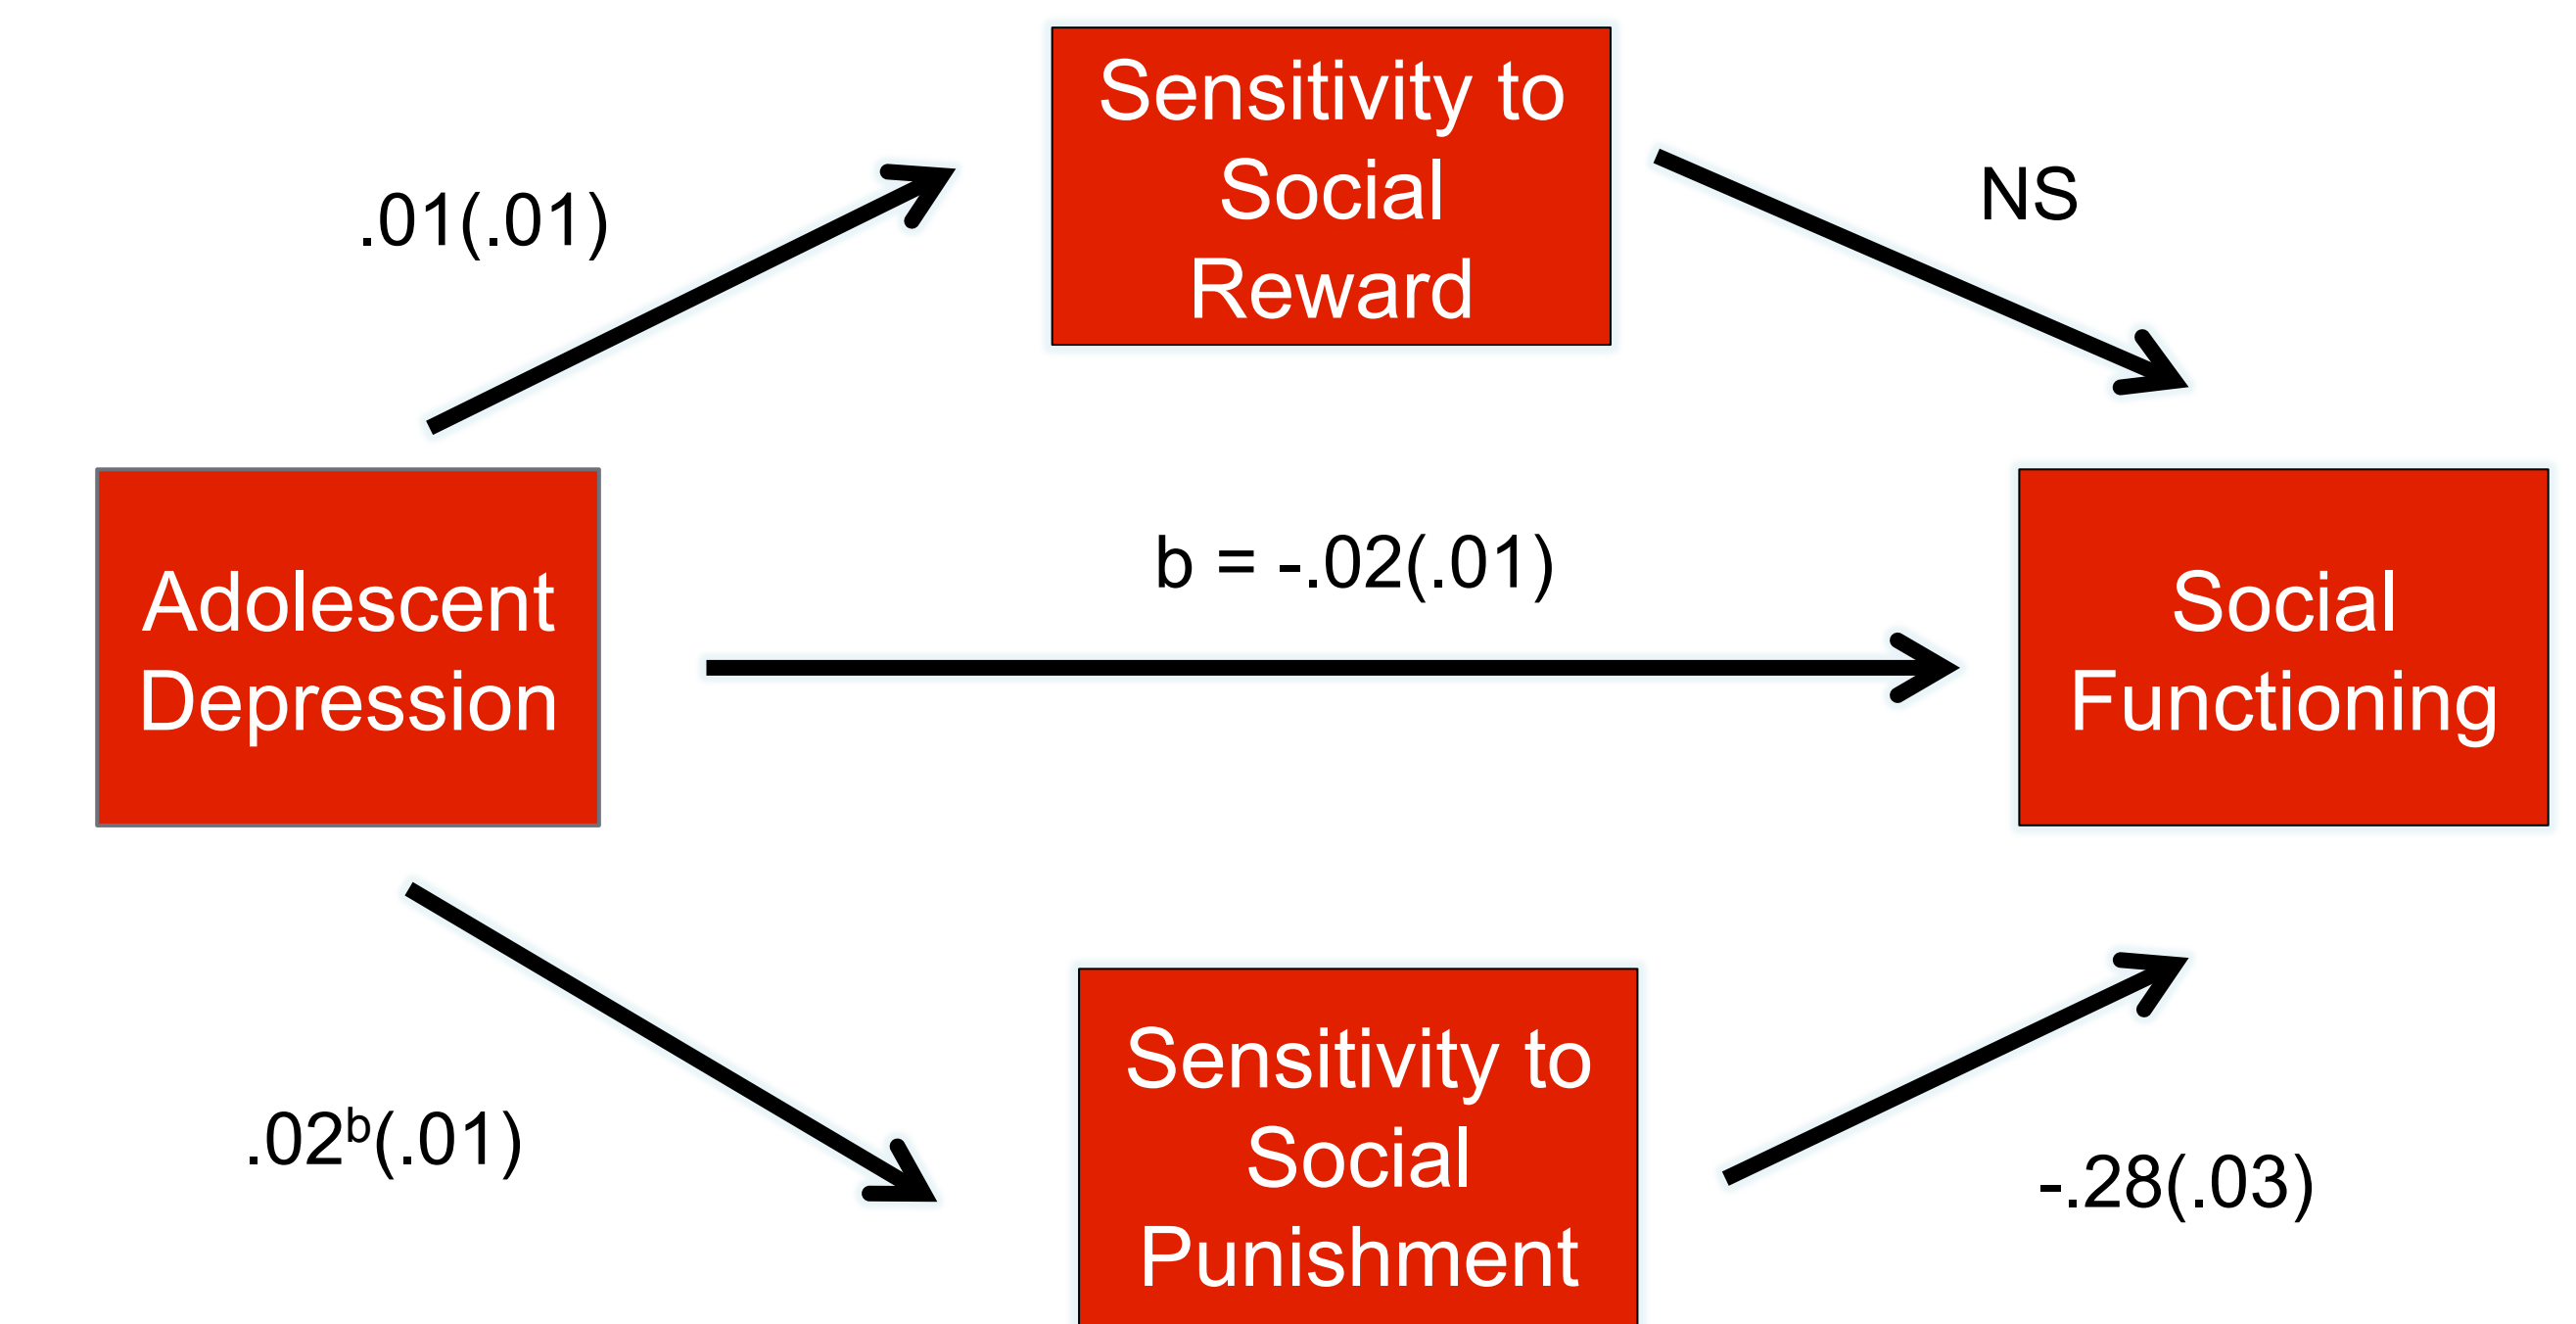 Sensitivity to
Social
Reward
.01(.01)
NS
b = -.02(.01)
Adolescent
Depression
Social
Functioning
Sensitivity to
Social
Punishment
.02ᵇ(.01)
-.28(.03)